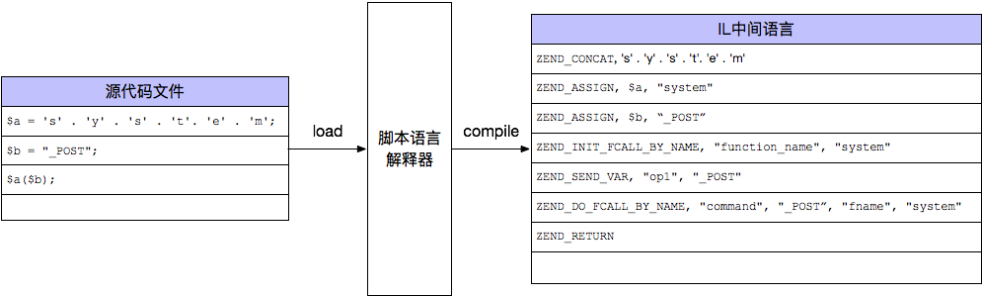 源代码文件
$a = 's' . 'y' . 's' . 't'. 'e' . 'm';
$b = "_POST";
$a($b);
load
脚本语言
解释器
compile
IL中间语言
ZEND_CONCAT, 's' . 'y' . 's' . 't'. 'e' . 'm'
ZEND_ASSIGN, $a, "system"
ZEND_ASSIGN, $b, “_POST”
ZEND_INIT_FCALL_BY_NAME, "function_name", "system"
ZEND_SEND_VAR, "op1", "_POST"
ZEND_DO_FCALL_BY_NAME, "command", "_POST”, "fname", "system"
ZEND_RETURN